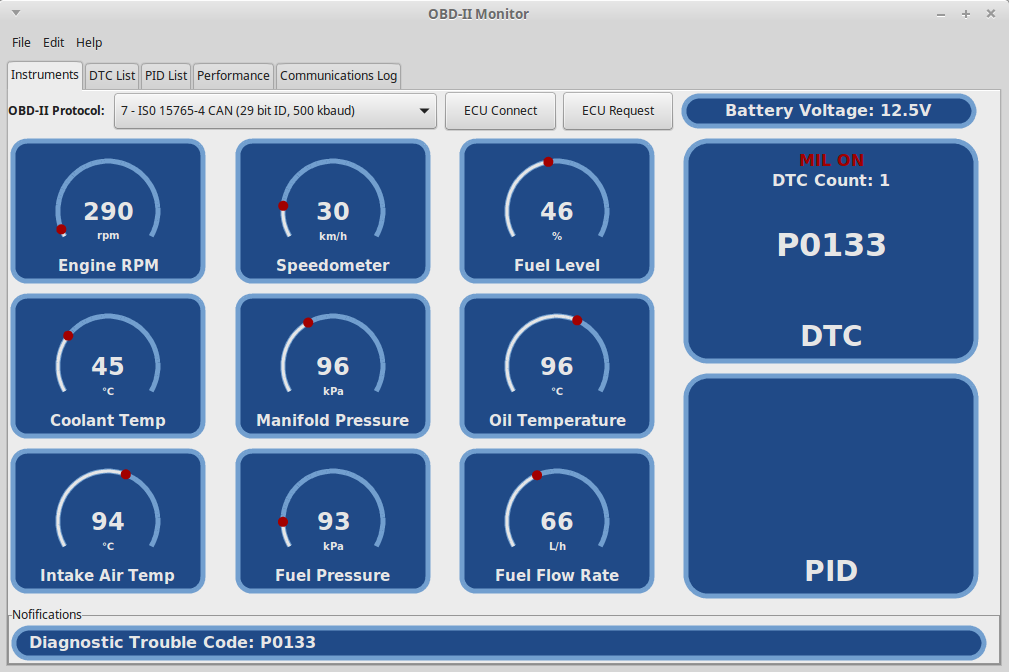 OBD-II Monitor
File Edit Help
Instruments DTC List PID List Performance Communications Log
OBD-II Protocol: 7 - IS0 15765-4 CAN (29 bit ID, 500 kbaud) ECU Connect ECU Request Battery Voltage: 12.5V
290
rpm
Engine RPM
30
km/h
Speedometer
46
%
Fuel Level
MIL ON
DTC Count: 1
P0133
DTC
45
°C
Coolant Temp
96
kPa
Manifold Pressure
96
°C
Oil Temperature
94
°C
Intake Air Temp
93
kPa
Fuel Pressure
66
L/h
Fuel Flow Rate
PID
Nofifications
Diagnostic Trouble Code: P0133